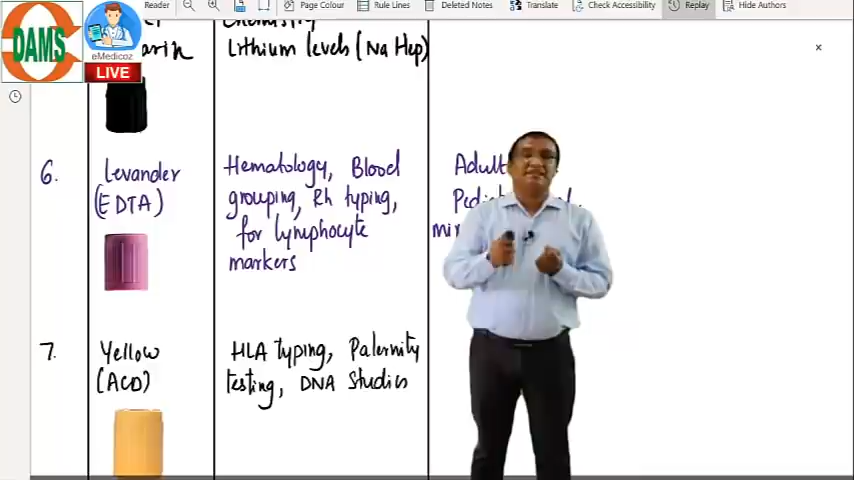 Page Colour
Rule Lines
Deleted Notes
Translate
Check Accessibility
Replay
Hide Authors
DAMS
eMedicoz
LIVE
Lithium levels (Na Hep)
6.
Levander
(EDTA)
Hematology, Blood
grouping, Rh typing,
for lymphocyte
markers
Adult
7.
Yellow
(ACD)
HLA typing, Paternity
testing, DNA Studies